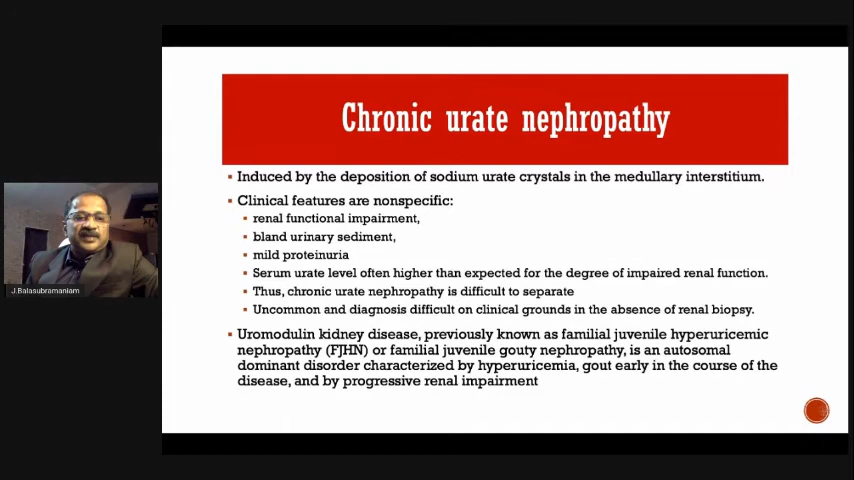 Chronic urate nephropathy
Induced by the deposition of sodium urate crystals in the medullary interstitium.
Clinical features are nonspecific:
renal functional impairment,
bland urinary sediment,
mild proteinuria
Serum urate level often higher than expected for the degree of impaired renal function.
Thus, chronic urate nephropathy is difficult to separate
Uncommon and diagnosis difficult on clinical grounds in the absence of renal biopsy.
Uromodulin kidney disease, previously known as familial juvenile hyperuricemic
nephropathy (FJHN) or familial juvenile gouty nephropathy, is an autosomal
dominant disorder characterized by hyperuricemia, gout early in the course of the
disease, and by progressive renal impairment
J.Balasubramaniam